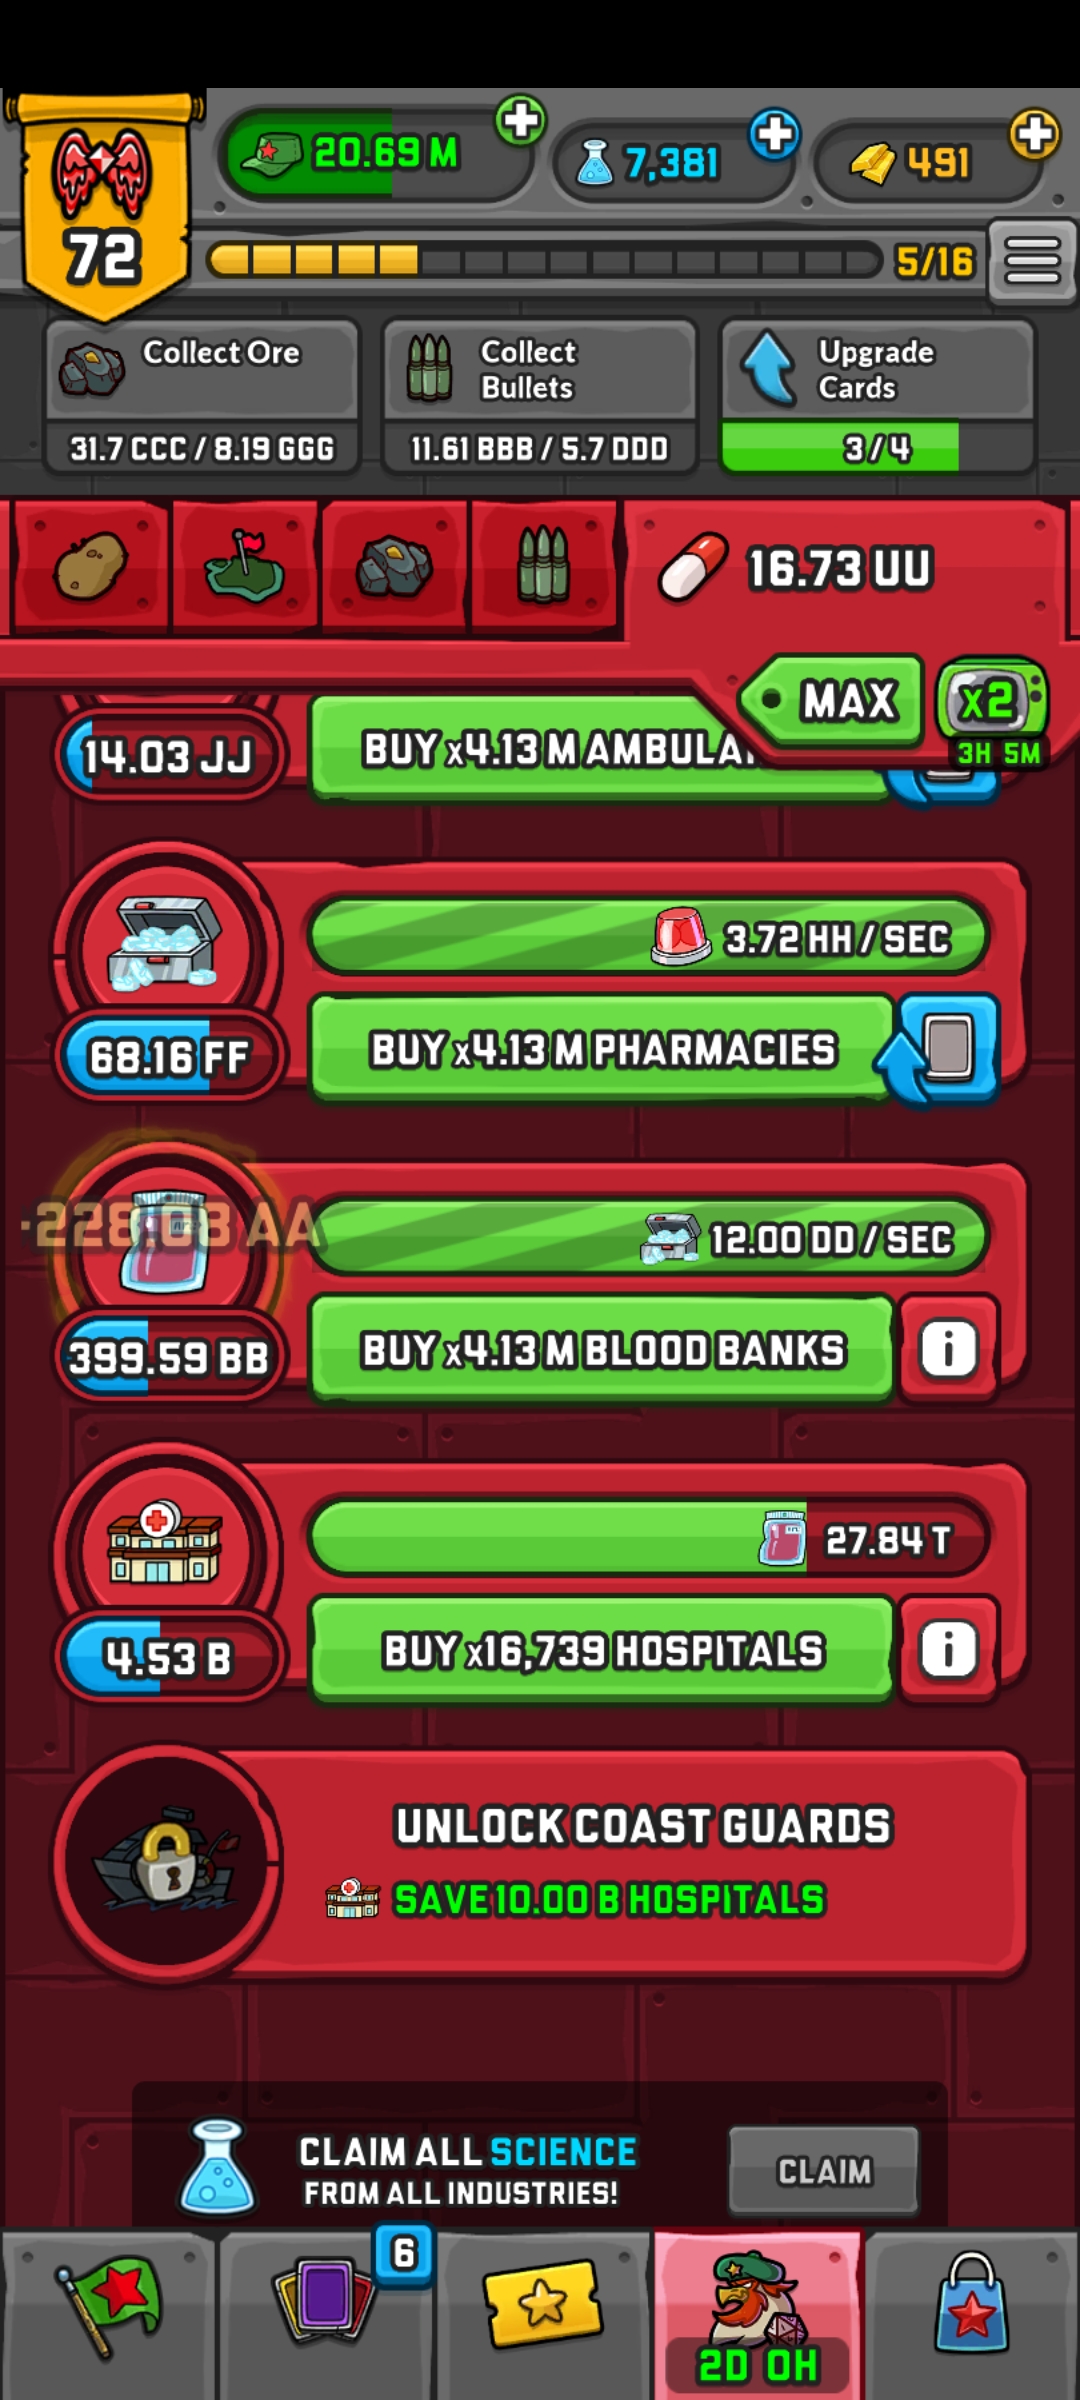 20.69 M
7,381
491
72
5/16
Collect Ore
31.7 CCC / 8.19 GGG
Collect
Bullets
11.61 BBB / 5.7 DDD
Upgrade
Cards
3 / 4
16.73 UU
MAX
x2
3H 5M
14.03 JJ
BUY x4.13 M
3.72 HH / SEC
68.16 FF
BUY x4.13 M PHARMACIES
-228.03 AA
12.00 DD / SEC
399.59 BB
BUY x4.13 M BLOOD BANKS
i
27.84 T
4.53 B
BUY x16,739 HOSPITALS
i
UNLOCK COAST GUARDS
SAVE 10.00 B HOSPITALS
CLAIM ALL SCIENCE
FROM ALL INDUSTRIES!
CLAIM
6
2D 0H